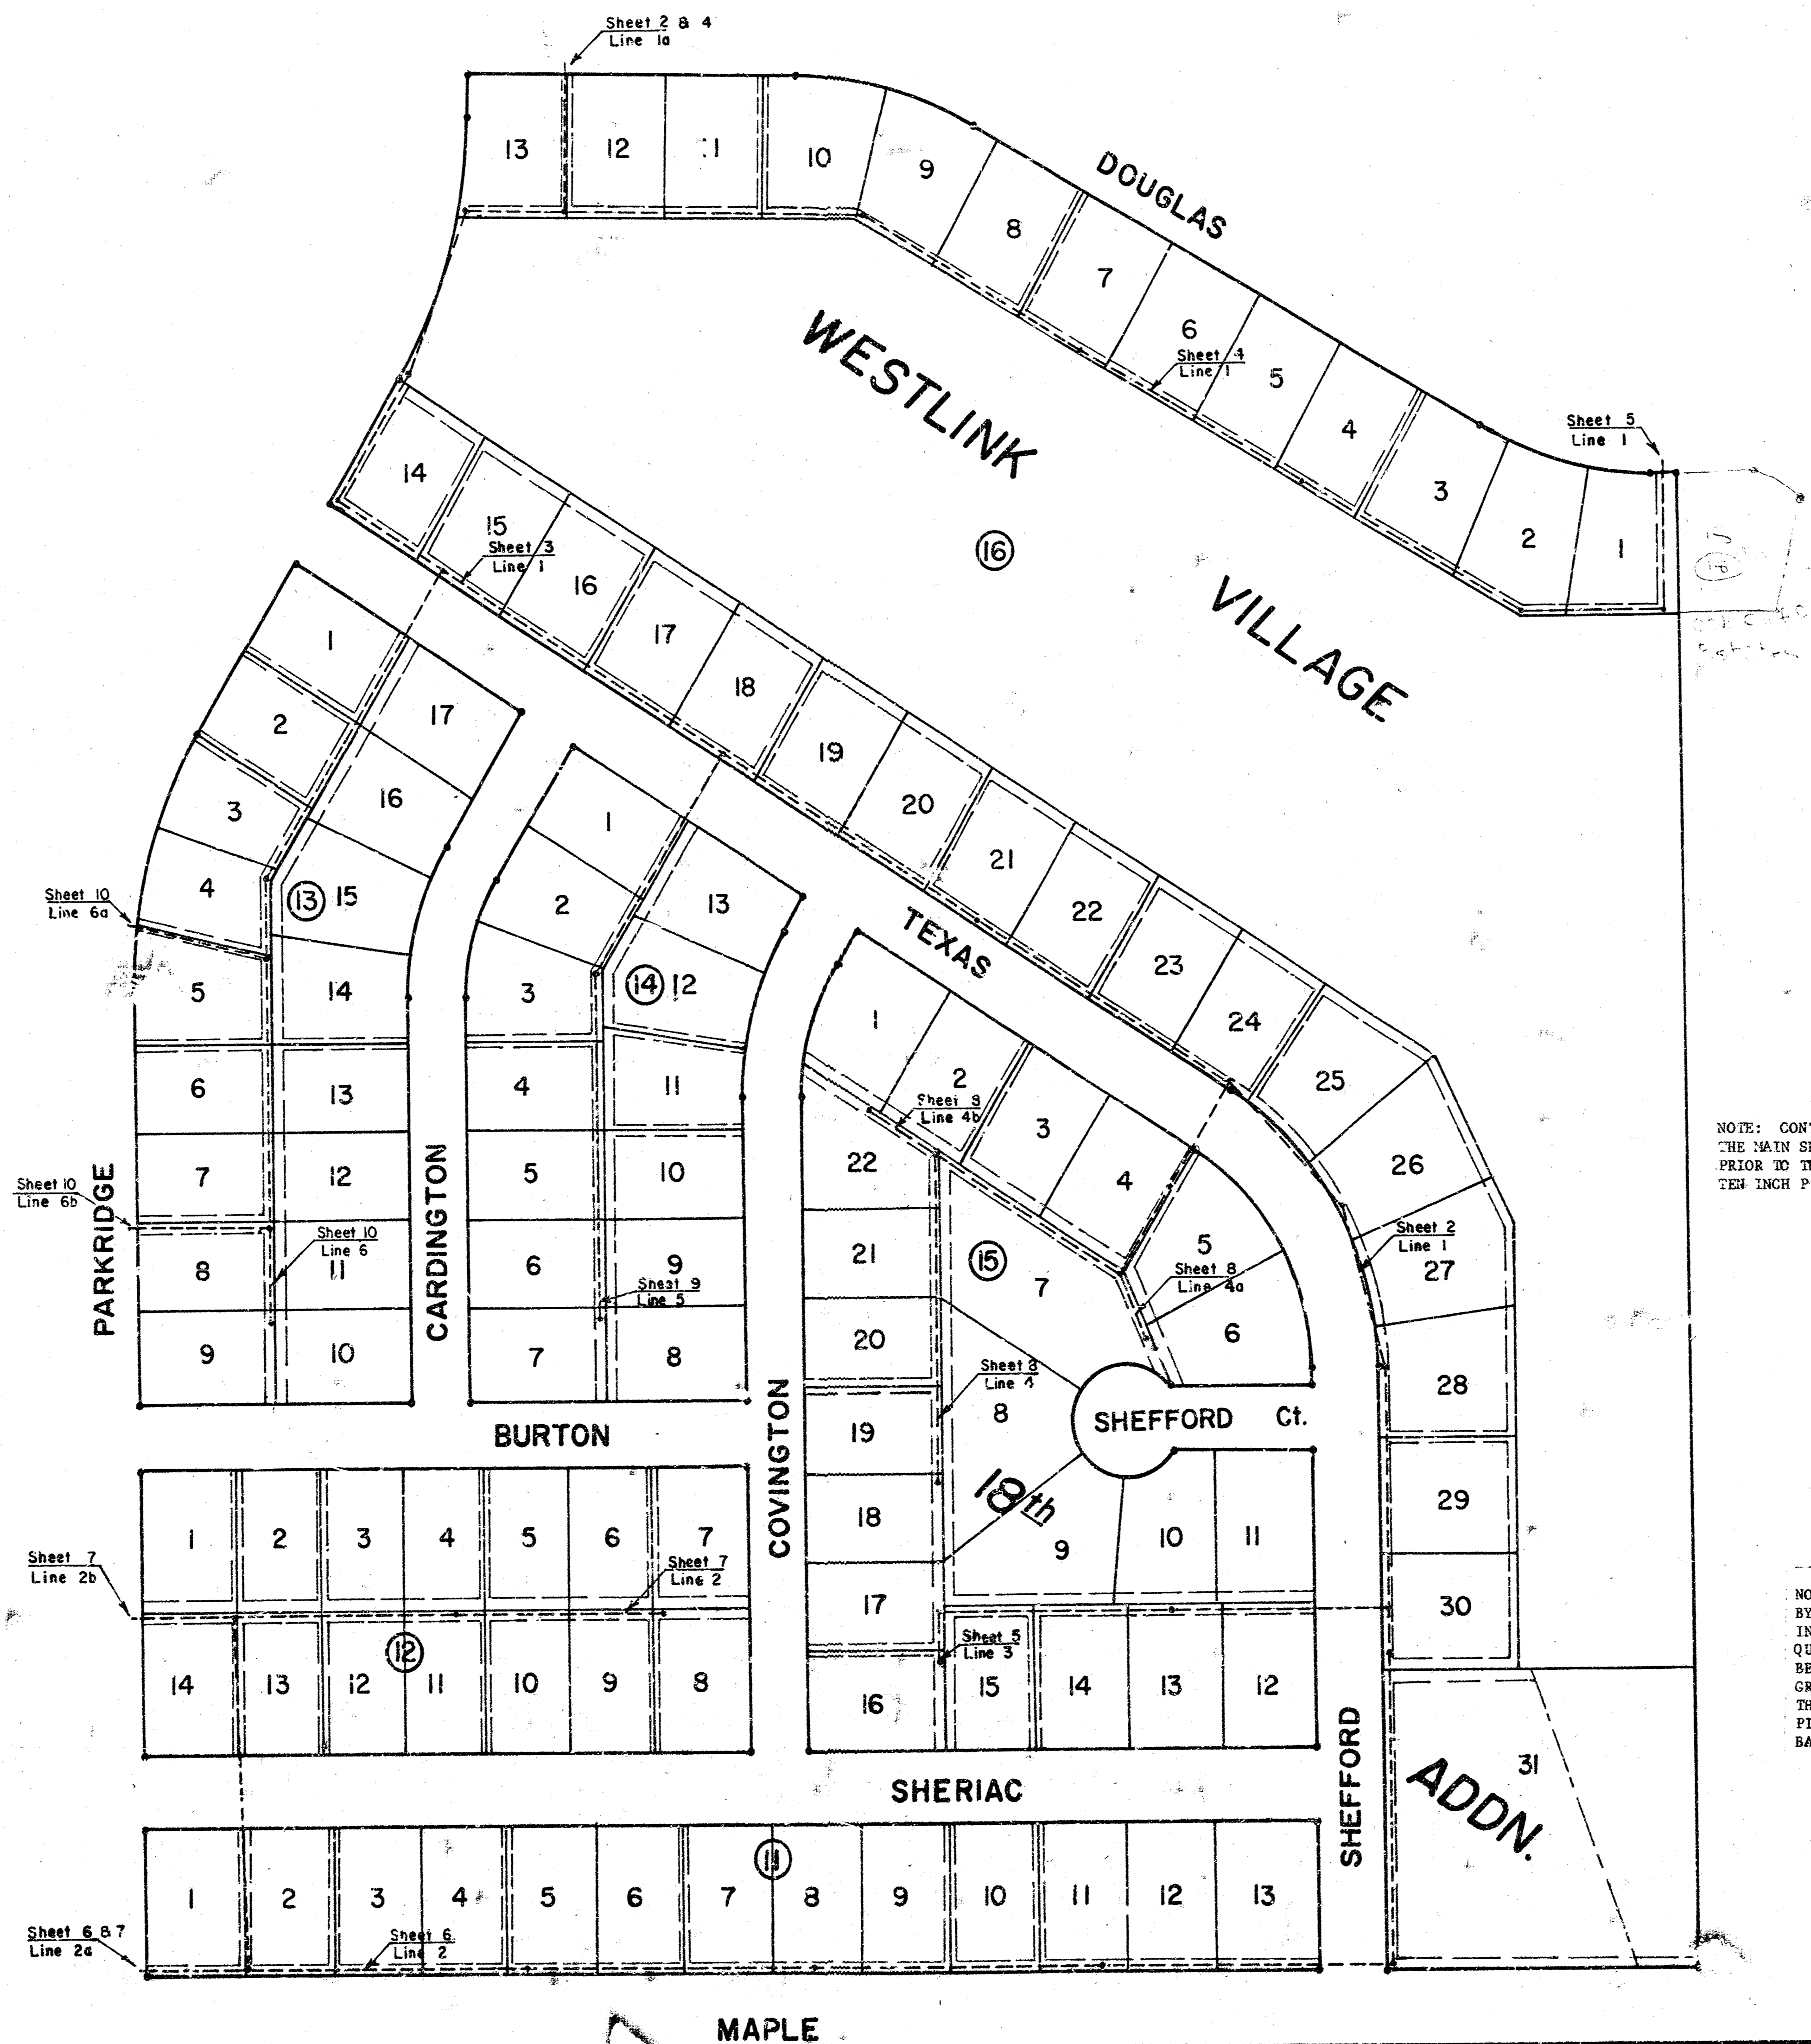 Sheet 2 & 4
Line 1a
13
12
11
10
9
8
7
6
5
4
3
2
1
DOUGLAS
Sheet 4
Line 1
Sheet 5
Line 1
WESTLINK
VILLAGE
16
14
15
Sheet 3
Line 1
16
17
18
19
20
21
22
23
24
25
26
27
28
29
30
31
TEXAS
Sheet 2
Line 1
1
2
3
4
5
6
7
8
9
10
11
12
13
14
15
16
17
13
Sheet 10
Line 6a
Sheet 10
Line 6b
Sheet 10
Line 6
PARKRIDGE
CARDINGTON
1
2
3
4
5
6
7
8
9
10
11
12
13
14
Sheet 9
Line 5
1
2
3
4
5
6
7
8
9
10
11
12
13
14
15
16
17
18
19
20
21
22
15
Line 4b
Sheet 8
Line 4a
Line 4
SHEFFORD Ct.
18th
Sheet 5
Line 3
BURTON
COVINGTON
1
2
3
4
5
6
7
Sheet 7
Line 2b
Sheet 7
Line 2
12
14
13
12
11
10
9
8
SHERIAC
SHEFFORD
ADDN.
11
1
2
3
4
5
6
7
8
9
10
11
12
13
Sheet 6 & 7
Line 2a
Sheet 6
Line 2
MAPLE
NOTE: CON
THE MAIN S
PRIOR TO T
TEN INCH P
NO
BY
IN
QU
BE
GR
TH
PI
BA